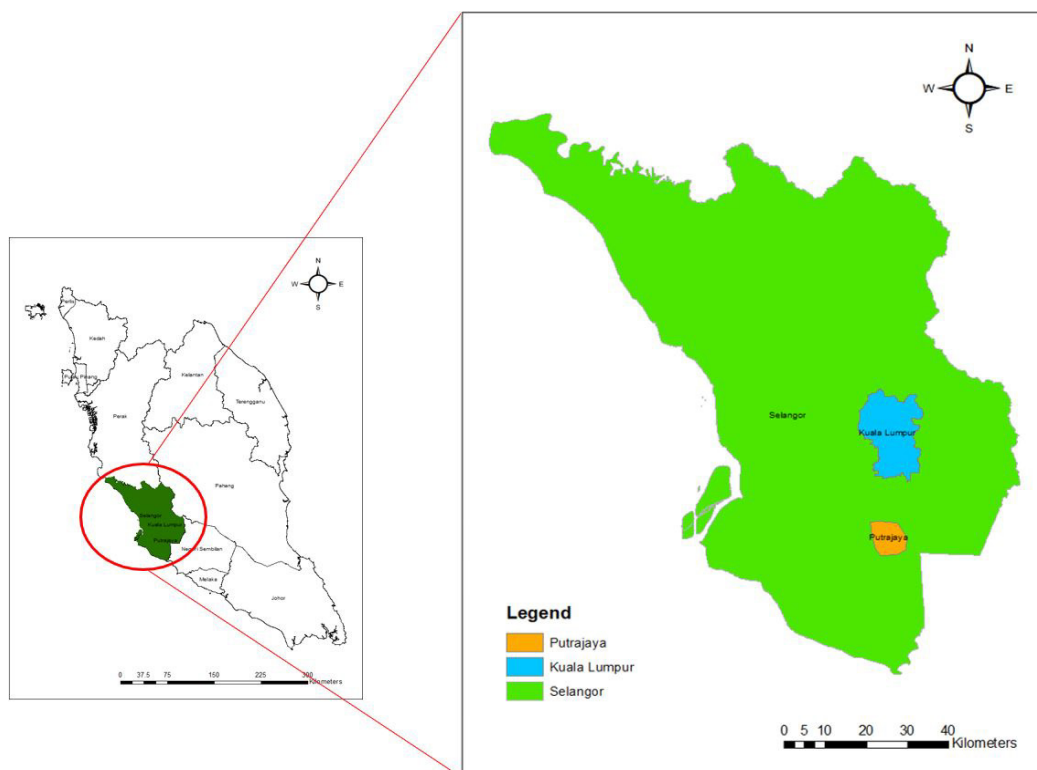 N
W E
S
Perlis
Kedah
Pulau Pinang
Kelantan
Terengganu
Perak
Pahang
Selangor
Kuala Lumpur
Putrajaya
Negeri Sembilan
Melaka
Johor
0 37.5 75 150 225 300
Kilometers
N
W E
S
Selangor
Kuala Lumpur
Putrajaya
Legend
Putrajaya
Kuala Lumpur
Selangor
0 5 10 20 30 40
Kilometers